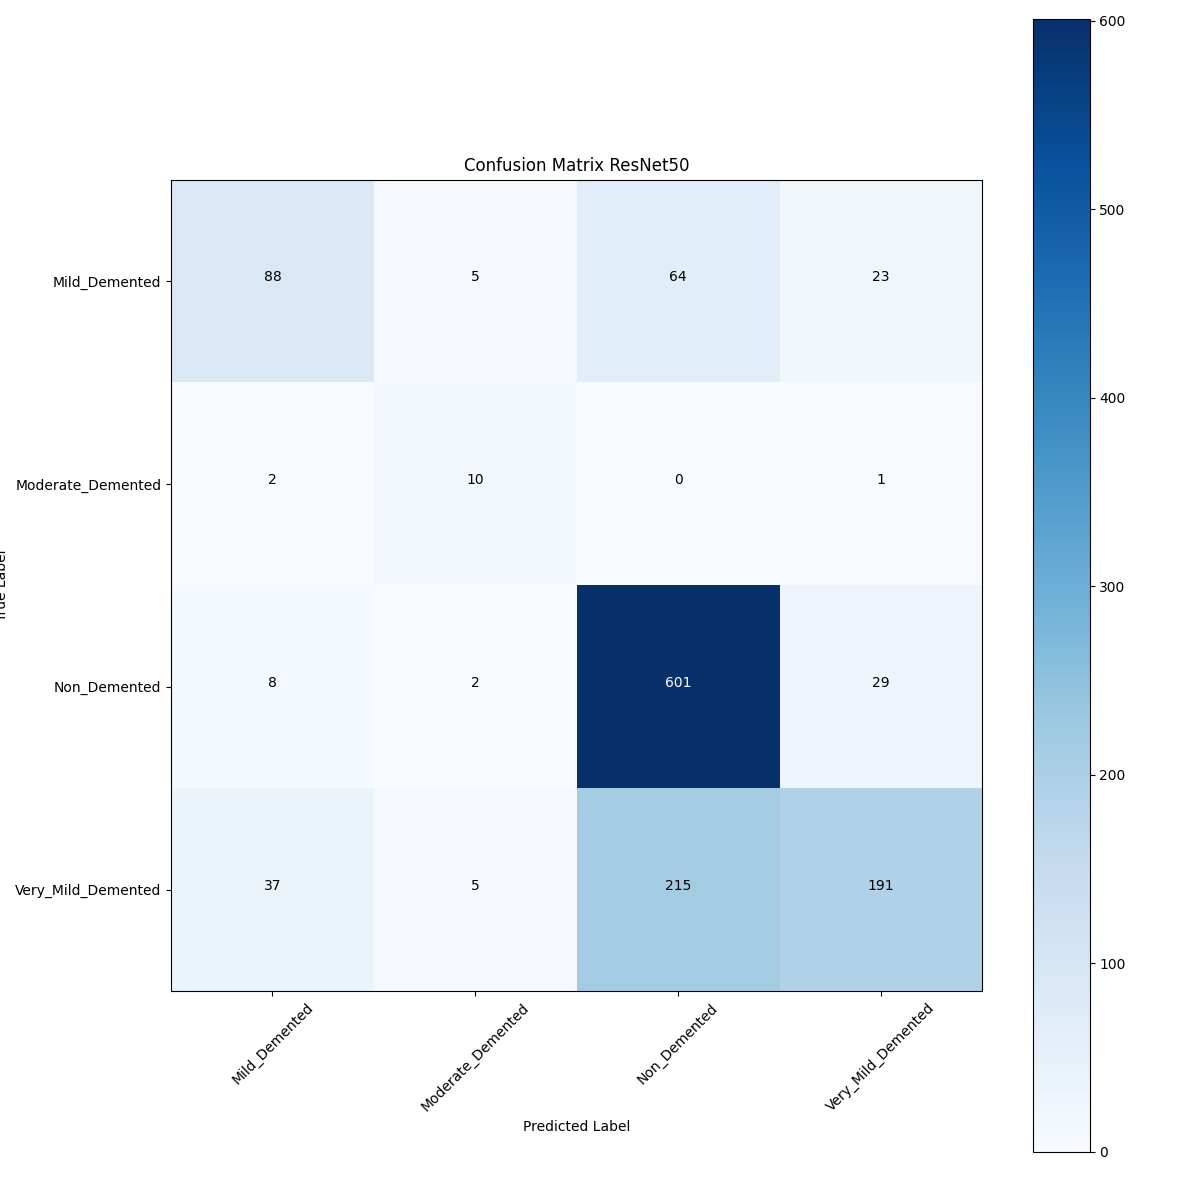 Confusion Matrix ResNet50
600
500
400
300
200
100
0
Mild_Demented
88 5 64 23
Moderate_Demented
2 10 0 1
Non_Demented
8 2 601 29
Very_Mild_Demented
37 5 215 191
Mild_Demented
Moderate_Demented
Non_Demented
Very_Mild_Demented
Predicted Label